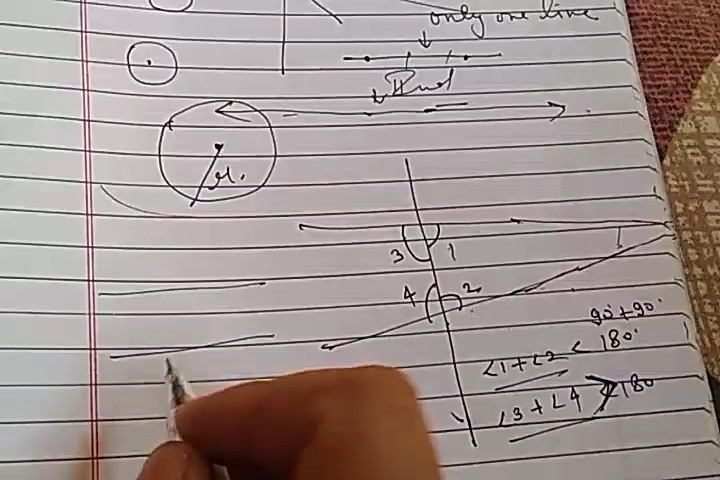 only one line
r.
3 1
4 2
90°+90°
∠1+∠2 < 180°
∠3+∠4 > 180